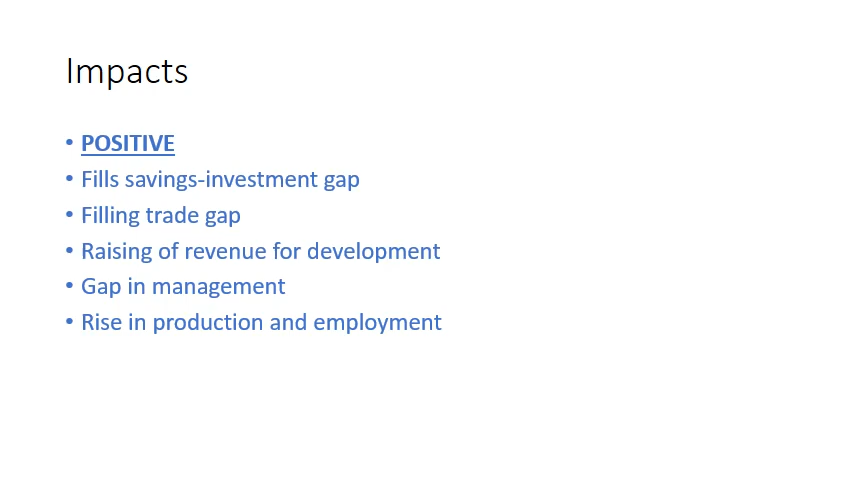 Impacts
• POSITIVE
• Fills savings-investment gap
• Filling trade gap
• Raising of revenue for development
• Gap in management
• Rise in production and employment